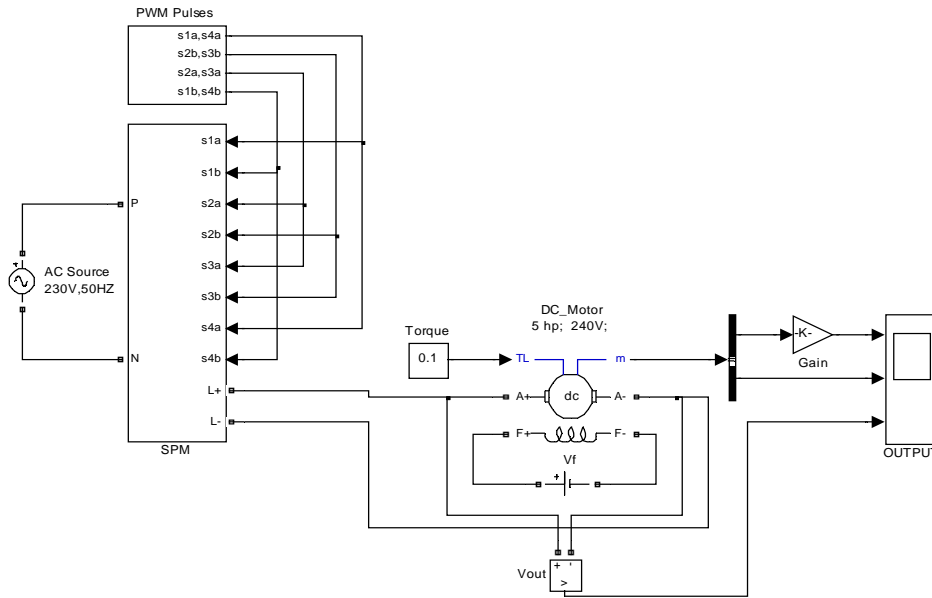 PWM Pulses
s1a,s4a
s2b,s3b
s2a,s3a
s1b,s4b
s1a
s1b
s2a
s2b
s3a
s3b
s4a
s4b
P
N
L+
L-
SPM
AC Source
230V,50HZ
Torque
0.1
DC_Motor
5 hp; 240V;
TL
m
A+
dc
A-
F+
F-
Vf
+
Vout
+ -
>
-K-
Gain
OUTPUT